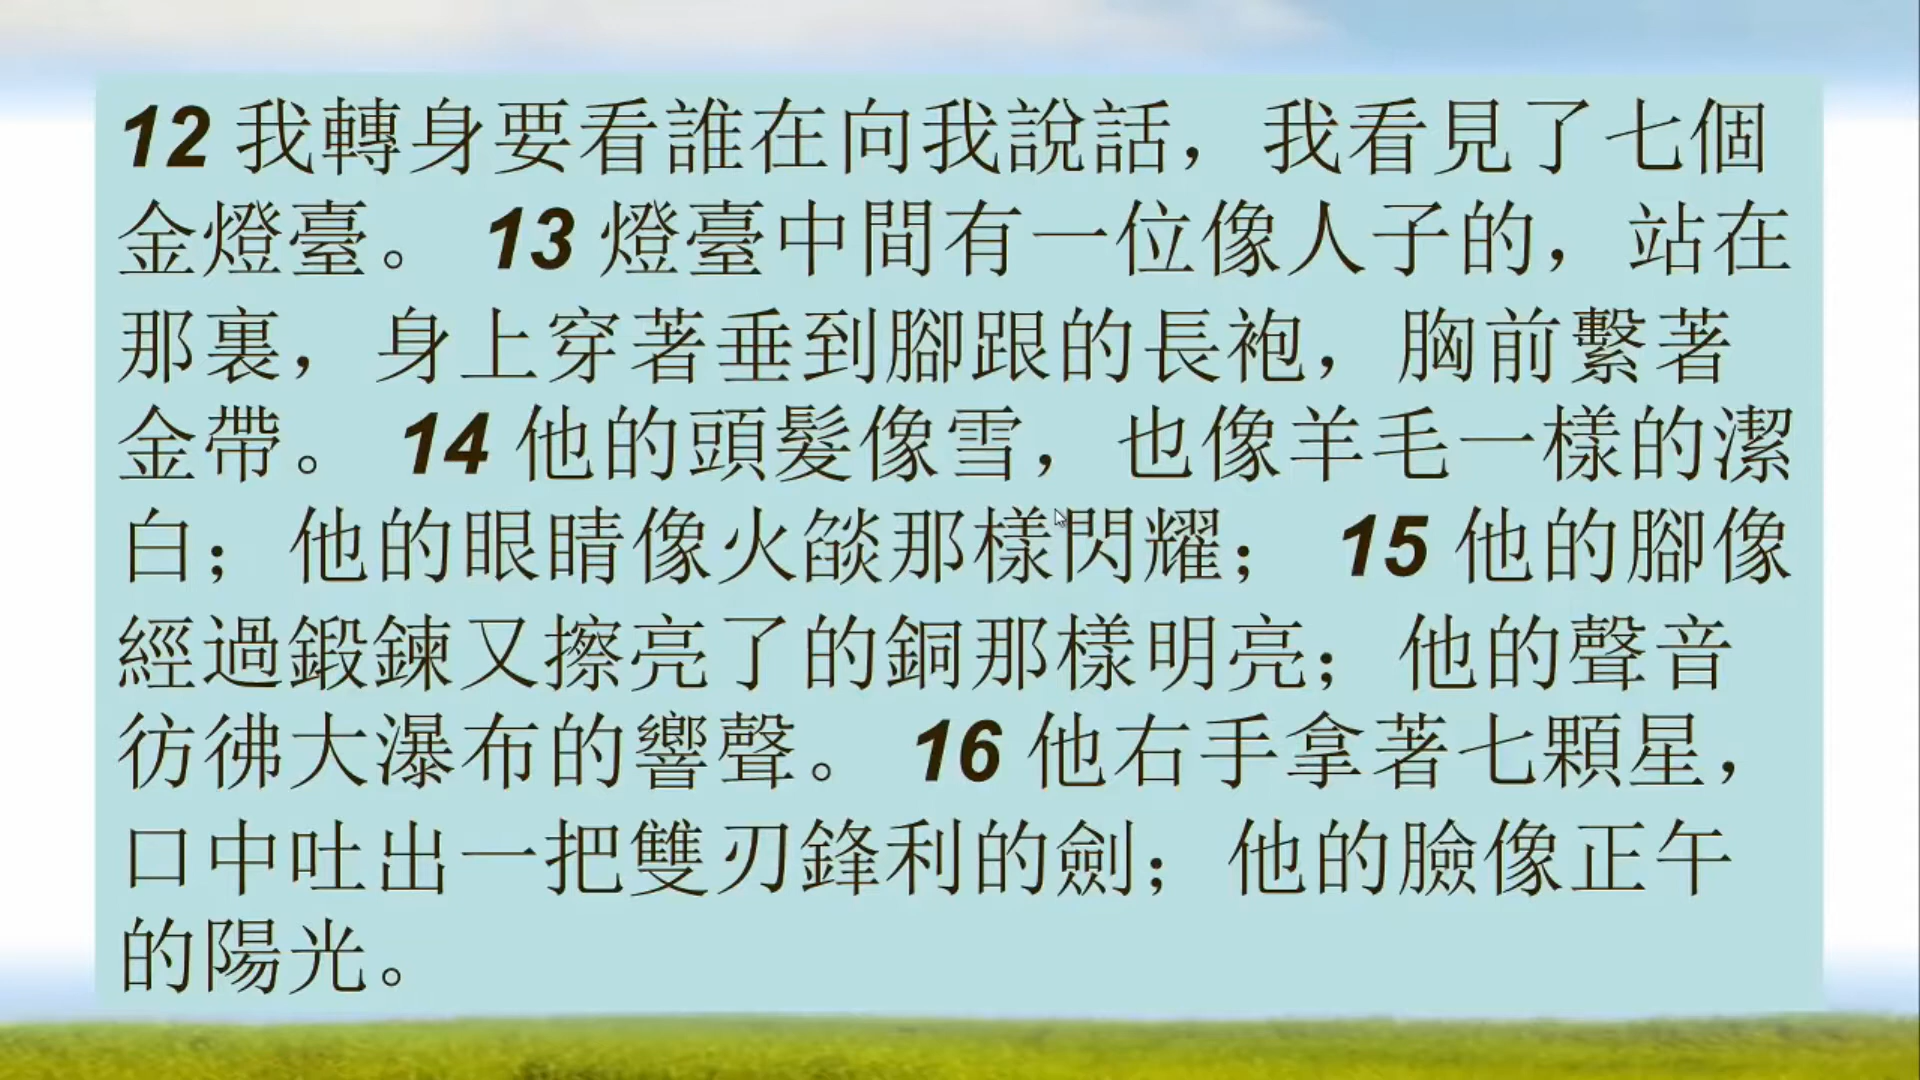 12 我轉身要看誰在向我說話，我看見了七個
金燈臺。 13 燈臺中間有一位像人子的，站在
那裏，身上穿著垂到腳跟的長袍，胸前繫著
金帶。 14 他的頭髮像雪，也像羊毛一樣的潔
白；他的眼睛像火燄那樣閃耀； 15 他的腳像
經過鍛鍊又擦亮了的銅那樣明亮；他的聲音
彷彿大瀑布的響聲。 16 他右手拿著七顆星，
口中吐出一把雙刃鋒利的劍；他的臉像正午
的陽光。